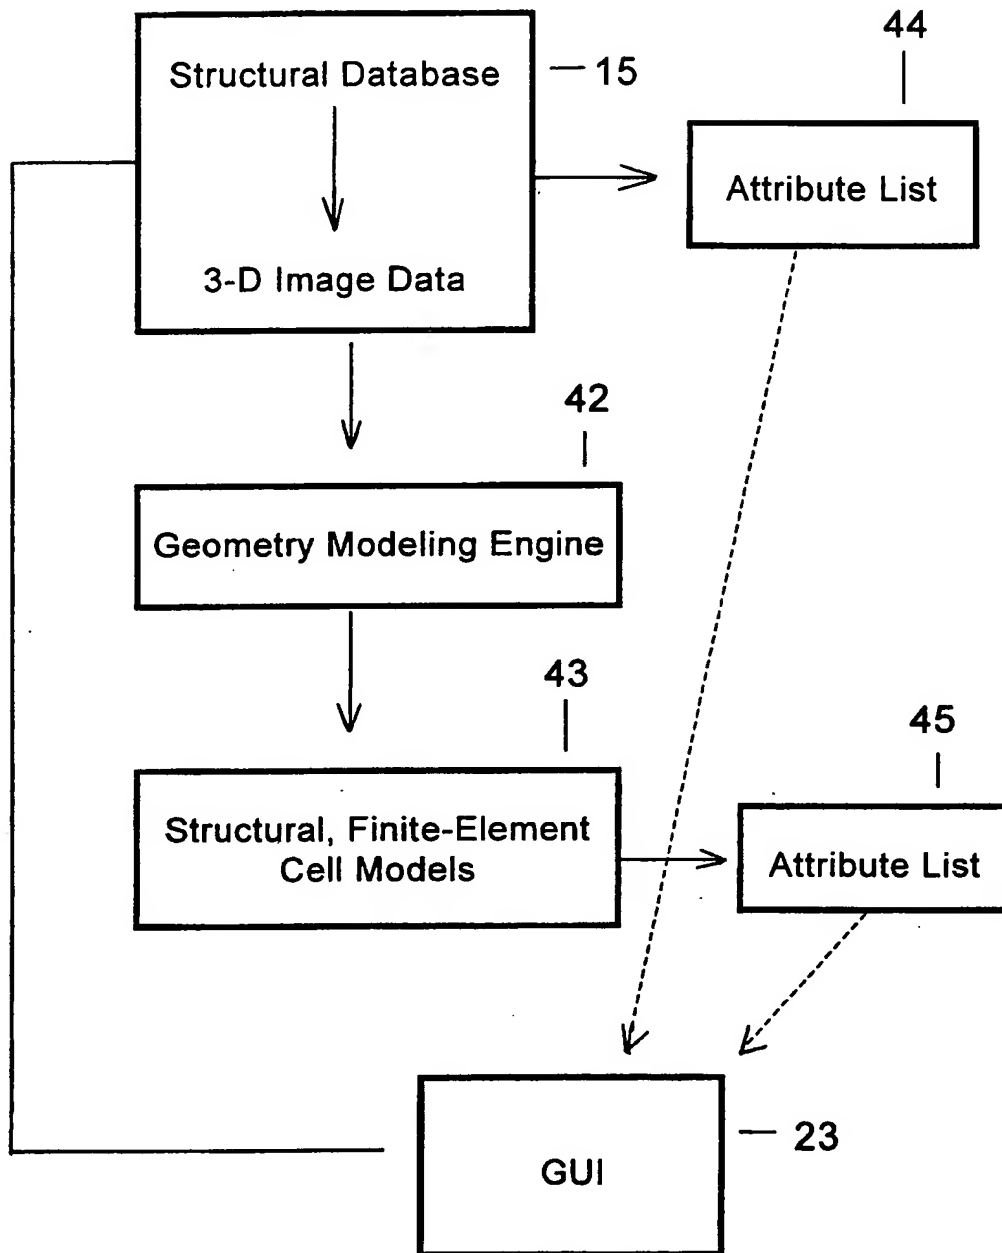 44
Structural Database
15
Attribute List
3-D Image Data
42
Geometry Modeling Engine
43
45
Structural, Finite-Element
Cell Models
Attribute List
23
GUI